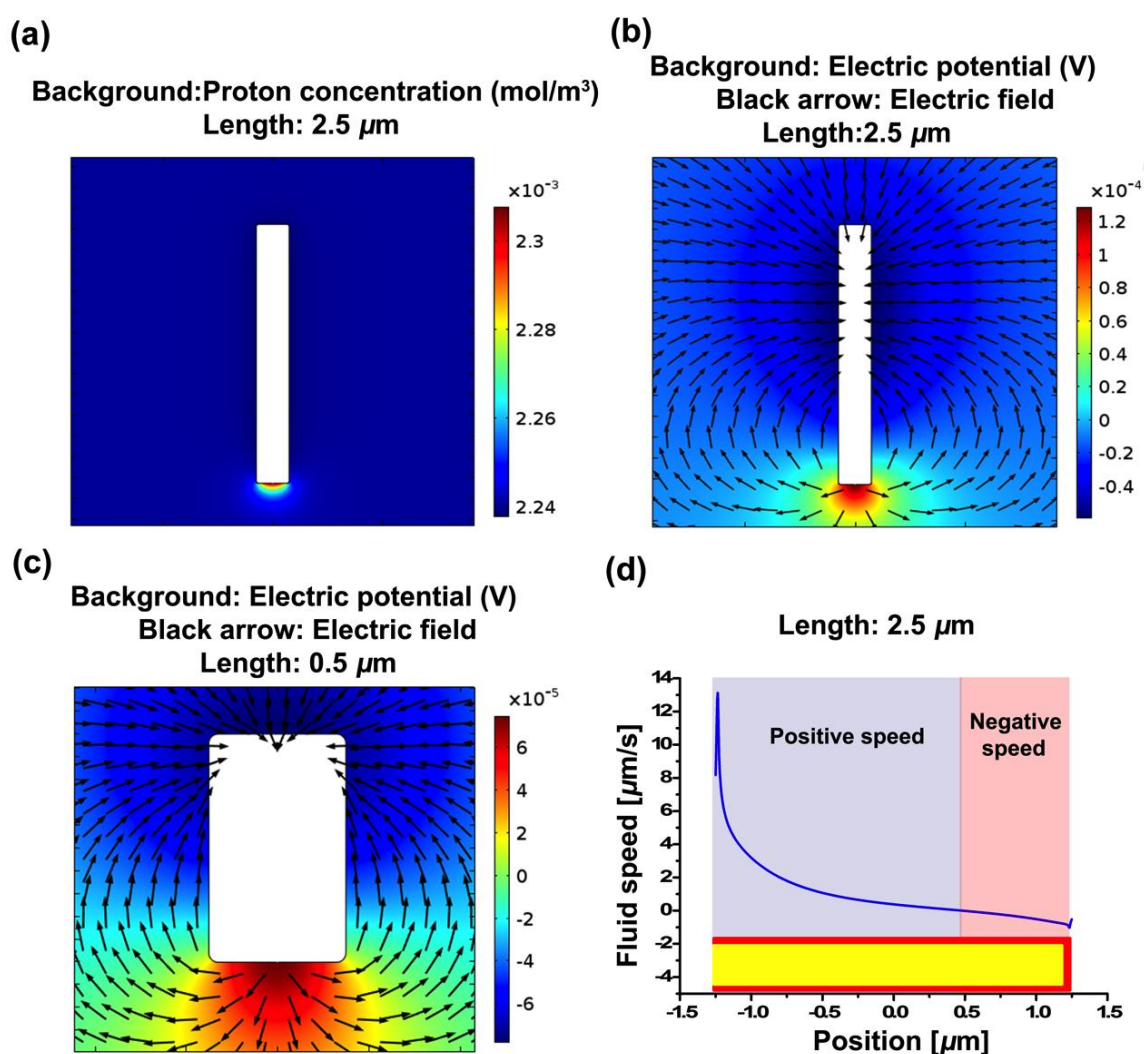 (a)
Background:Proton concentration (mol/m³)
Length: 2.5 µm
×10⁻³
2.3
2.28
2.26
2.24
(b)
Background: Electric potential (V)
Black arrow: Electric field
Length:2.5 µm
×10⁻⁴
1.2
1
0.8
0.6
0.4
0.2
0
-0.2
-0.4
(c)
Background: Electric potential (V)
Black arrow: Electric field
Length: 0.5 µm
×10⁻⁵
6
4
2
0
-2
-4
-6
(d)
Length: 2.5 µm
Fluid speed [µm/s]
14
12
10
8
6
4
2
0
-2
-4
Positive speed
Negative
speed
-1.5
-1.0
-0.5
0.0
0.5
1.0
1.5
Position [µm]